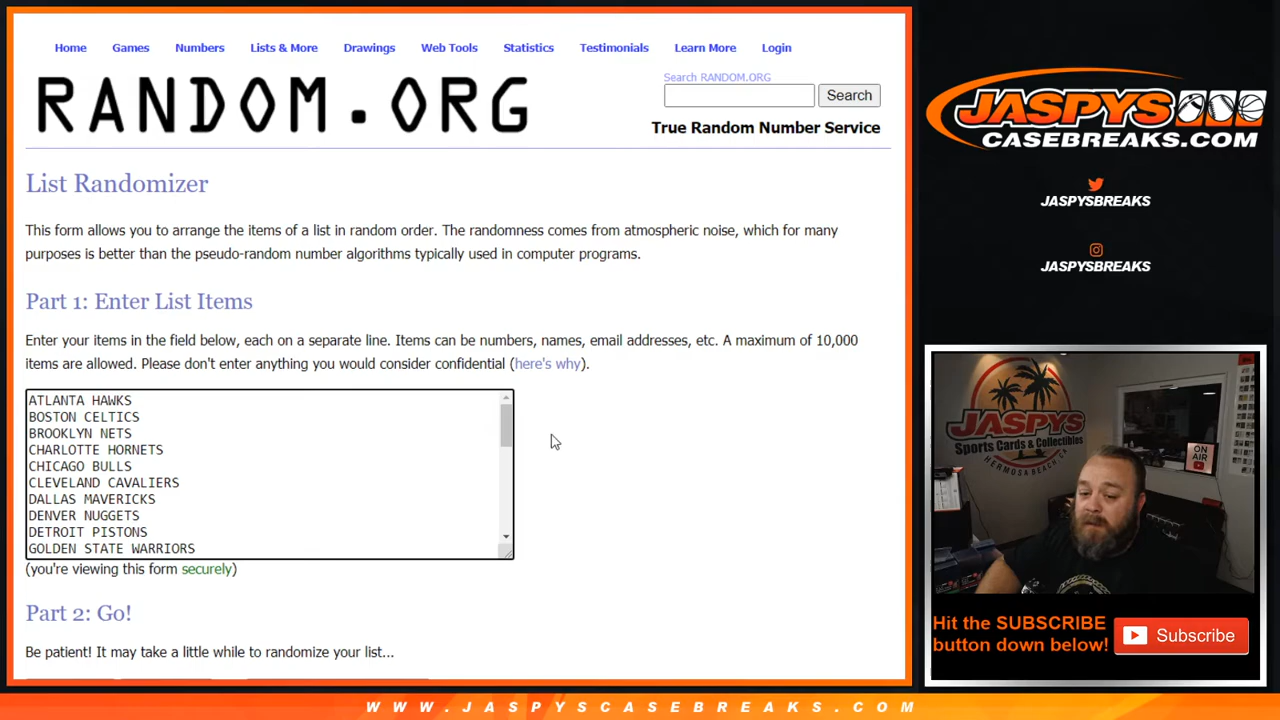 Home Games Numbers Lists & More Drawings Web Tools Statistics Testimonials Learn More Login
RANDOM.ORG
Search RANDOM.ORG
Search
True Random Number Service
List Randomizer
This form allows you to arrange the items of a list in random order. The randomness comes from atmospheric noise, which for many
purposes is better than the pseudo-random number algorithms typically used in computer programs.
Part 1: Enter List Items
Enter your items in the field below, each on a separate line. Items can be numbers, names, email addresses, etc. A maximum of 10,000
items are allowed. Please don't enter anything you would consider confidential (here's why).
ATLANTA HAWKS
BOSTON CELTICS
BROOKLYN NETS
CHARLOTTE HORNETS
CHICAGO BULLS
CLEVELAND CAVALIERS
DALLAS MAVERICKS
DENVER NUGGETS
DETROIT PISTONS
GOLDEN STATE WARRIORS
(you're viewing this form securely)
Part 2: Go!
Be patient! It may take a little while to randomize your list...
JASPYS
CASEBREAKS.COM
JASPYSBREAKS
JASPYSBREAKS
JASPYS
Sports Cards & Collectibles
HERMOSA BEACH, CA
ON
AIR
Hit the SUBSCRIBE
button down below!
Subscribe
WWW.JASPYSCASEBREAKS.COM